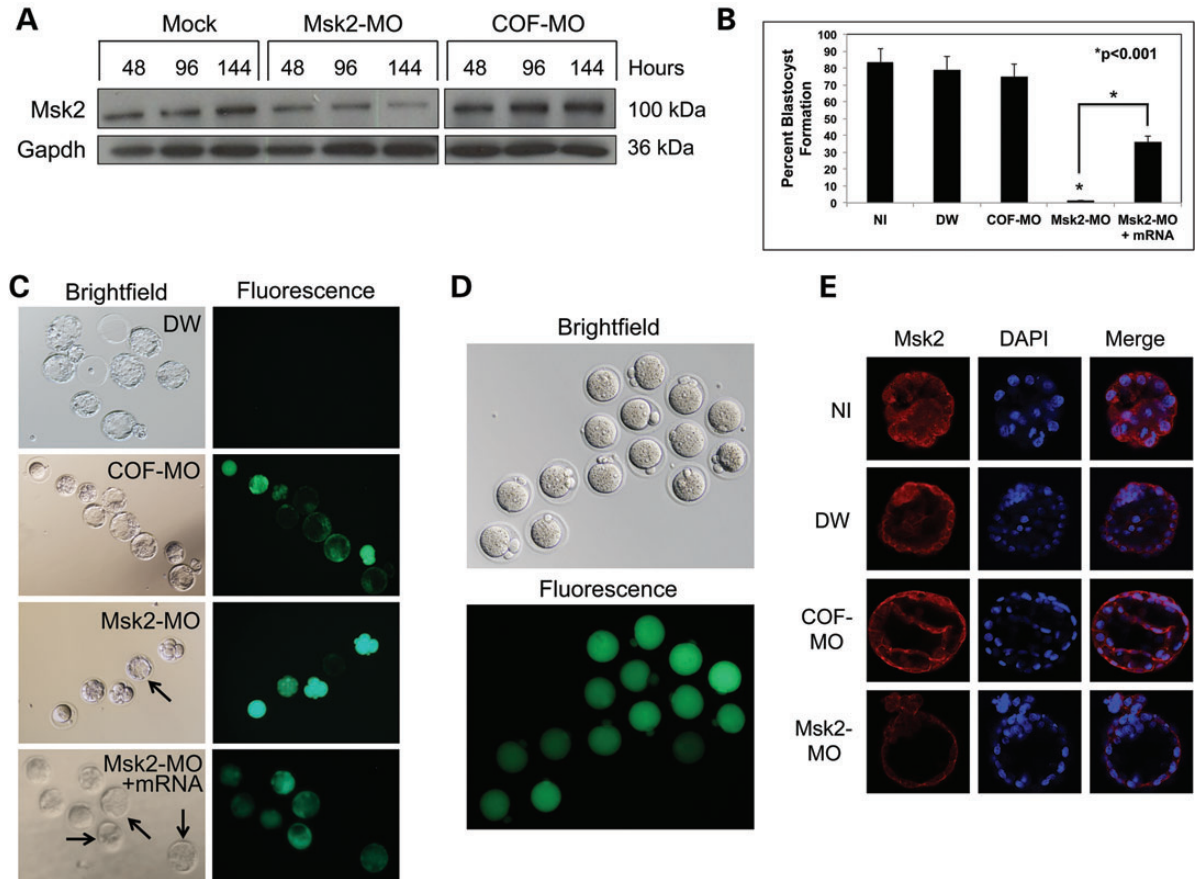 A
Mock Msk2-MO COF-MO
48 96 144 48 96 144 48 96 144 Hours
Msk2 100 kDa
Gapdh 36 kDa
B
Percent Blastocyst
Formation
100
90
80
70
60
50
40
30
20
10
0
*p<0.001
*
*
NI DW COF-MO Msk2-MO Msk2-MO
+ mRNA
C
Brightfield Fluorescence
DW
COF-MO
Msk2-MO
Msk2-MO
+mRNA
D
Brightfield
Fluorescence
E
Msk2 DAPI Merge
NI
DW
COF-
MO
Msk2-
MO